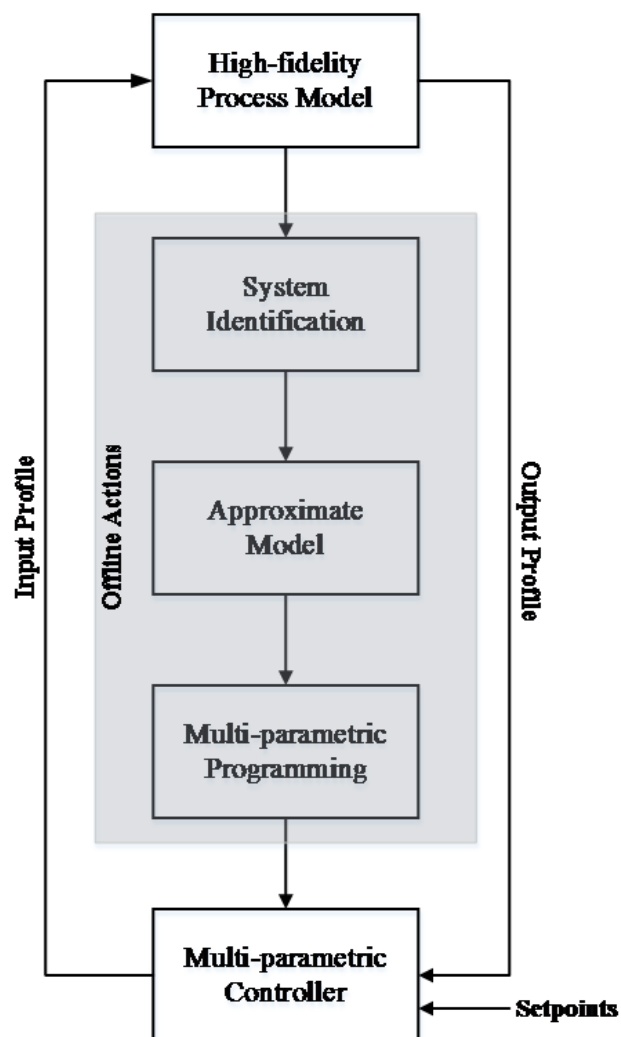 High-fidelity
Process Model
System
Identification
Approximate
Model
Multi-parametric
Programming
Multi-parametric
Controller
Input Profile
Offline Actions
Output Profile
Setpoints